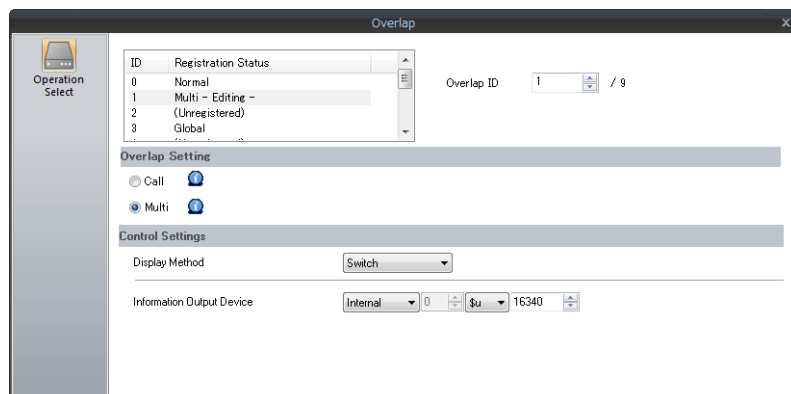 Overlap
x
Operation
Select
ID Registration Status
0 Normal
1 Multi - Editing -
2 (Unregistered)
3 Global
Overlap ID 1 / 9
Overlap Setting
Call
Multi
Control Settings
Display Method Switch
Information Output Device Internal 0 $u 16340